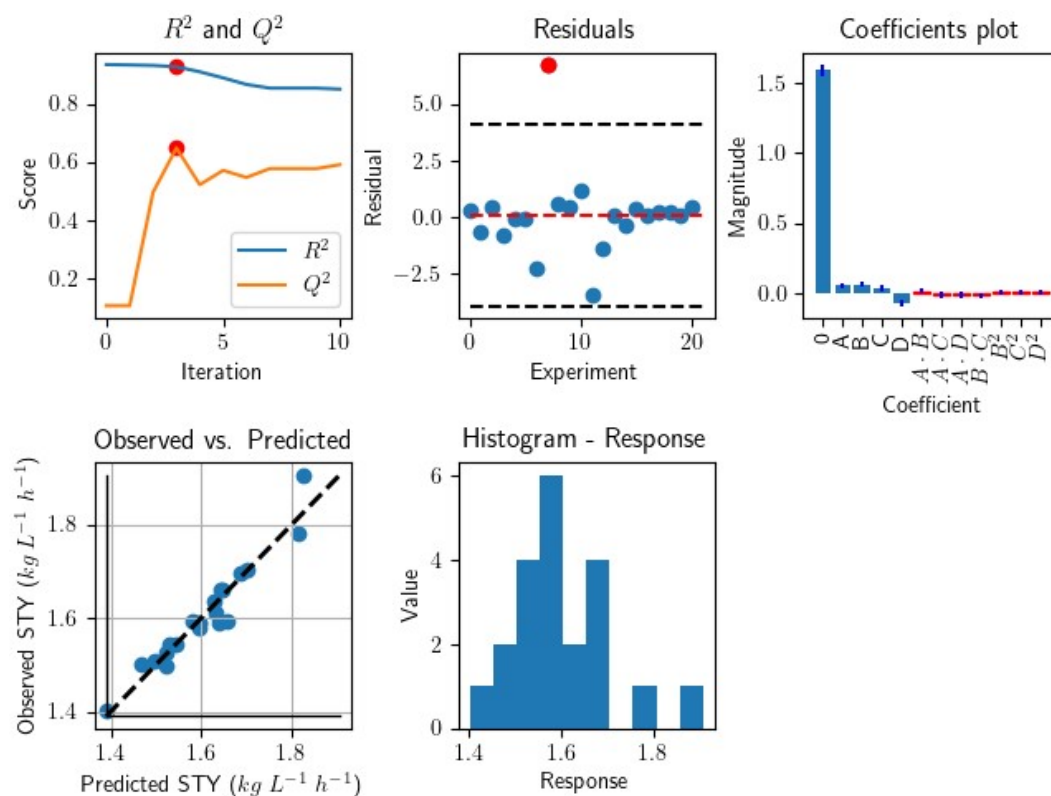 R² and Q²
Score
0.8
0.6
0.4
0.2
R²
Q²
0
5
10
Iteration
Residuals
Residual
5.0
2.5
0.0
−2.5
0
10
20
Experiment
Coefficients plot
Magnitude
1.5
1.0
0.5
0.0
0
A
B
C
D
A · B
A · C
A · D
B · C
B²
C²
D²
Coefficient
Observed vs. Predicted
Observed STY (kg L⁻¹ h⁻¹)
1.8
1.6
1.4
1.4
1.6
1.8
Predicted STY (kg L⁻¹ h⁻¹)
Histogram - Response
Value
6
4
2
0
1.4
1.6
1.8
Response